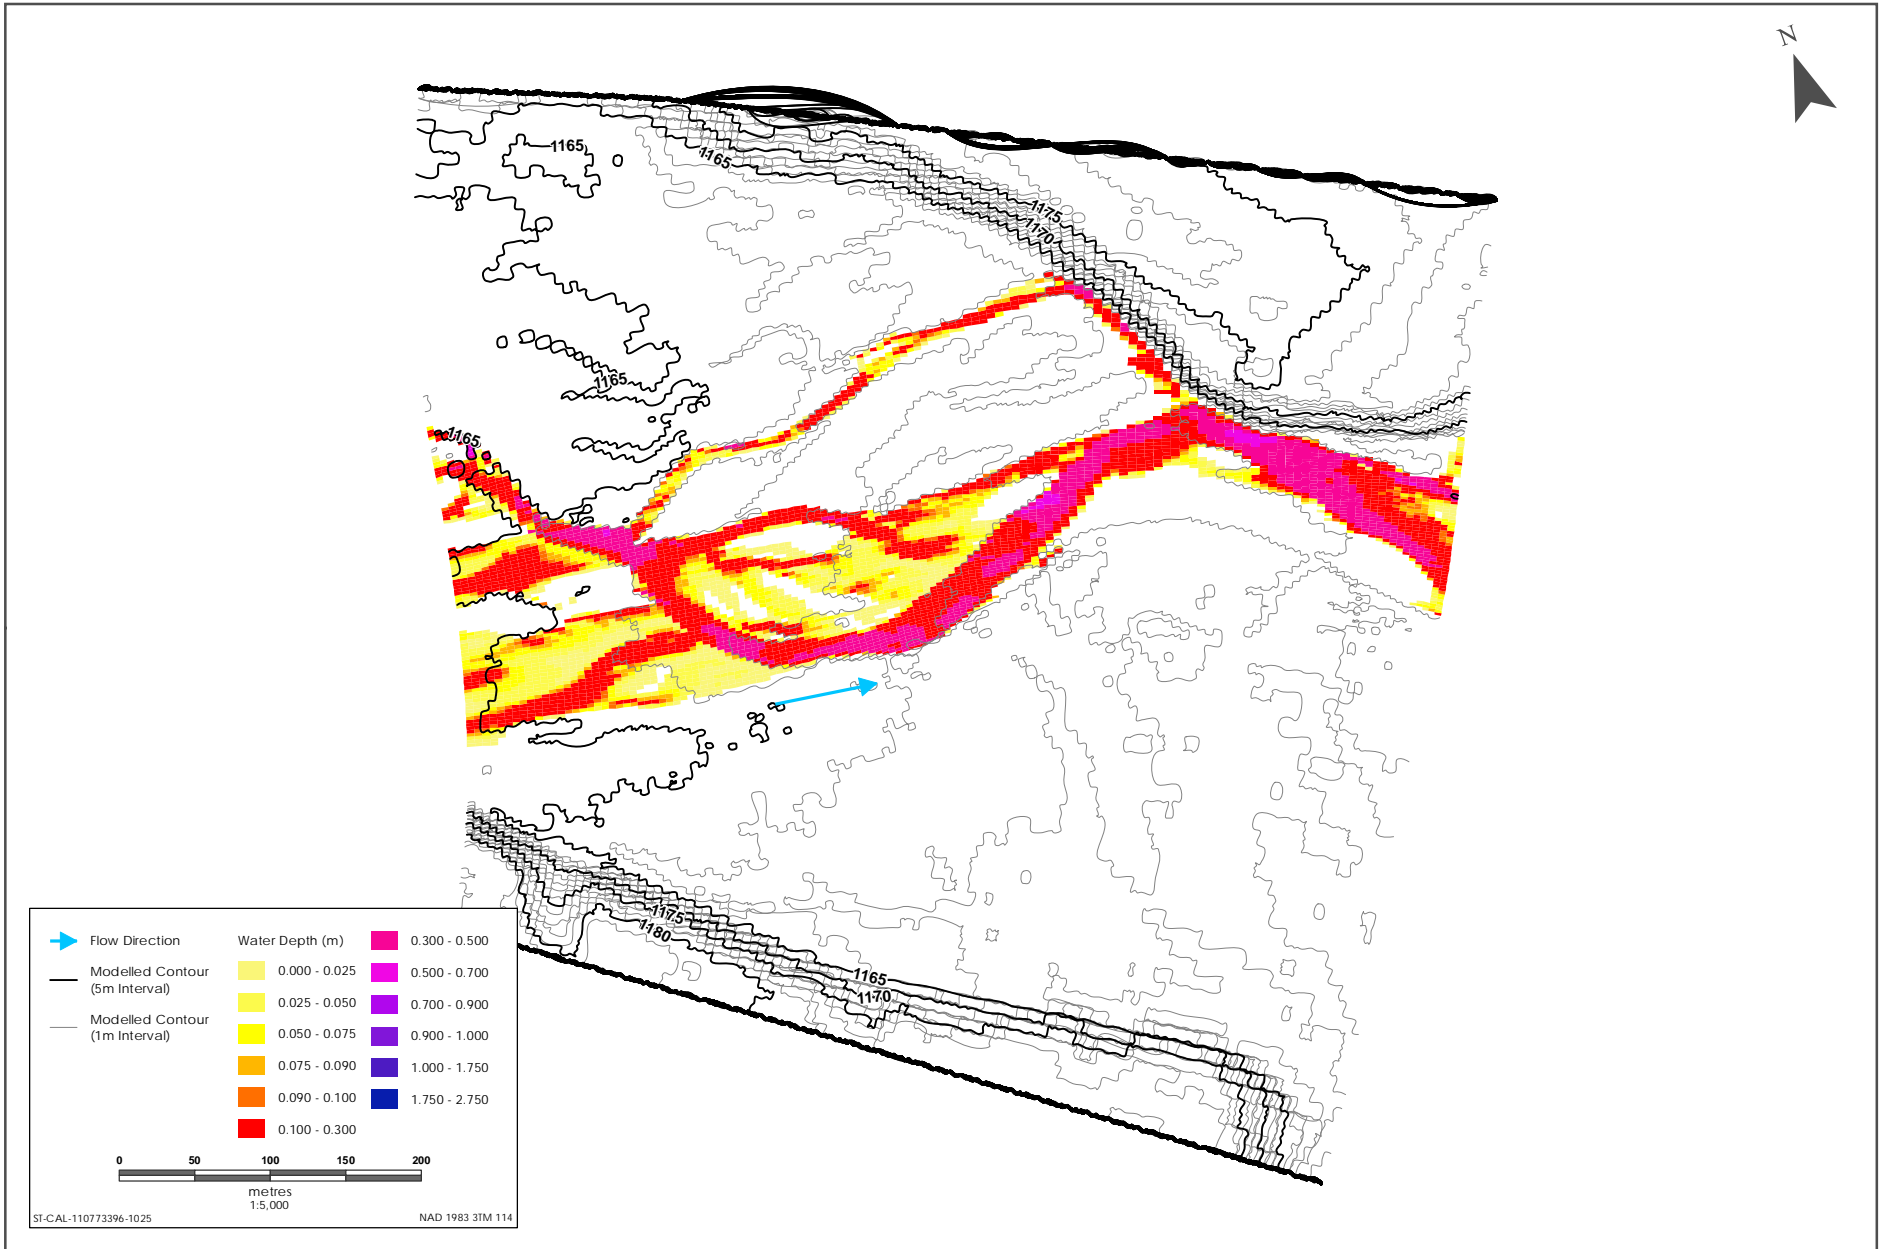 N
1165
1165
1175
1170
1165
1165
1175
1180
1165
1170
Flow Direction
Modelled Contour
(5m Interval)
Modelled Contour
(1m Interval)
Water Depth (m)
0.000 - 0.025
0.025 - 0.050
0.050 - 0.075
0.075 - 0.090
0.090 - 0.100
0.100 - 0.300
0.300 - 0.500
0.500 - 0.700
0.700 - 0.900
0.900 - 1.000
1.000 - 1.750
1.750 - 2.750
0 50 100 150 200
metres
1:5,000
ST-CAL-110773396-1025
NAD 1983 3TM 114